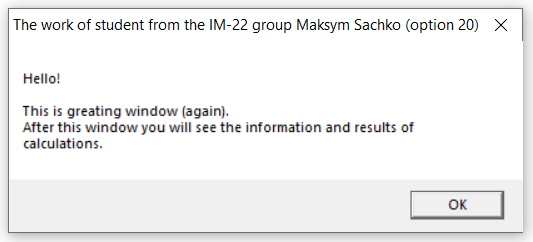 The work of student from the IM-22 group Maksym Sachko (option 20)
Hello!
This is greating window (again).
After this window you will see the information and results of
calculations.
OK